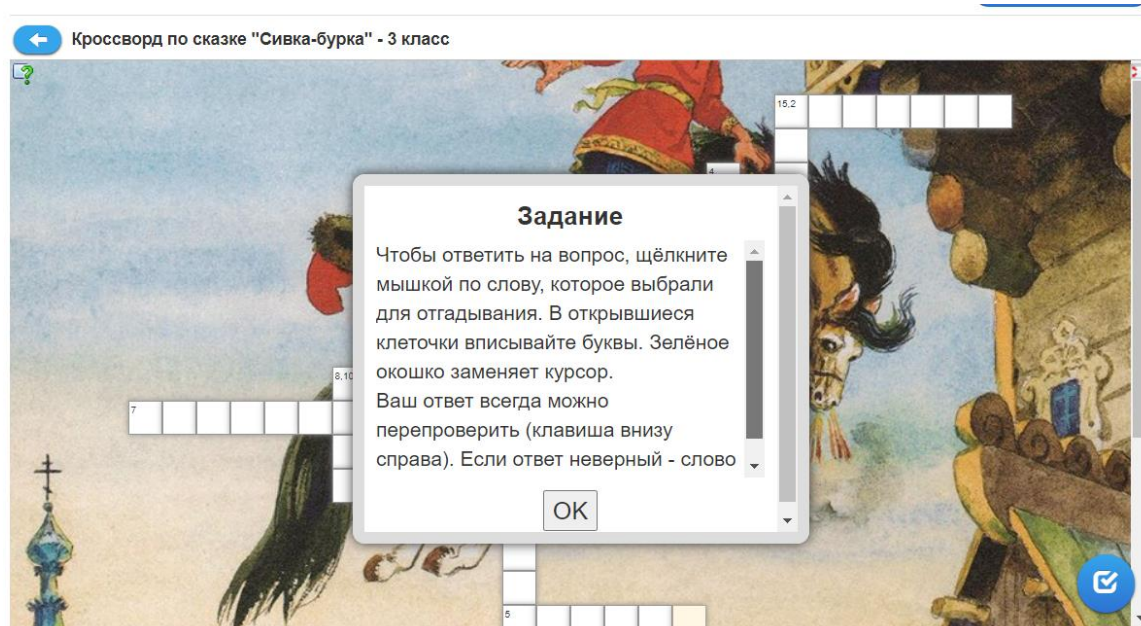 Кроссворд по сказке "Сивка-бурка" - 3 класс
15,2
4
Задание
Чтобы ответить на вопрос, щёлкните
мышкой по слову, которое выбрали
для отгадывания. В открывшиеся
клеточки вписывайте буквы. Зелёное
окошко заменяет курсор.
Ваш ответ всегда можно
перепроверить (клавиша внизу
справа). Если ответ неверный - слово
OK
8,10
7
5